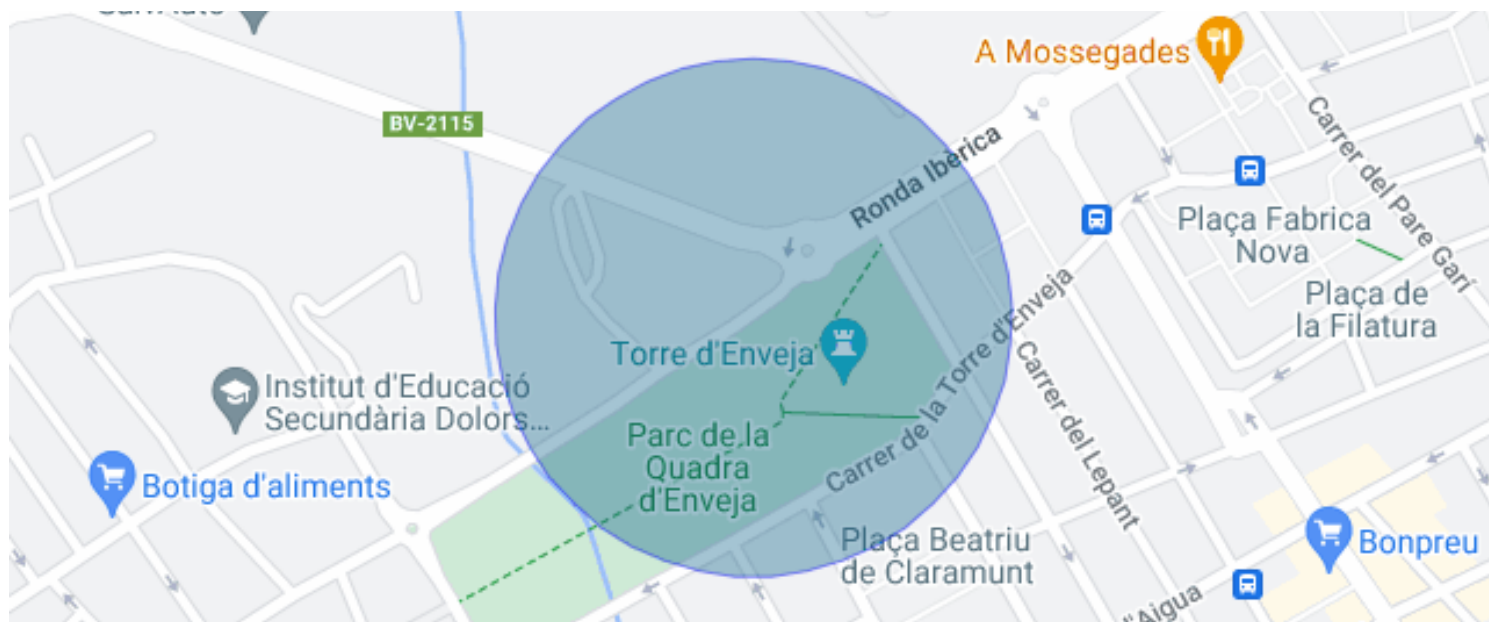 A Mossegades
BV-2115
Ronda Ibèrica
Carrer del Pare Garí
Plaça Fabrica
Nova
Plaça de
la Filatura
Torre d'Enveja
Carrer de la Torre d'Enveja
Carrer del Lepant
Institut d'Educació
Secundària Dolors...
Parc de la
Quadra
d'Enveja
Botiga d'aliments
Plaça Beatriu
de Claramunt
Bonpreu
l'Aigua